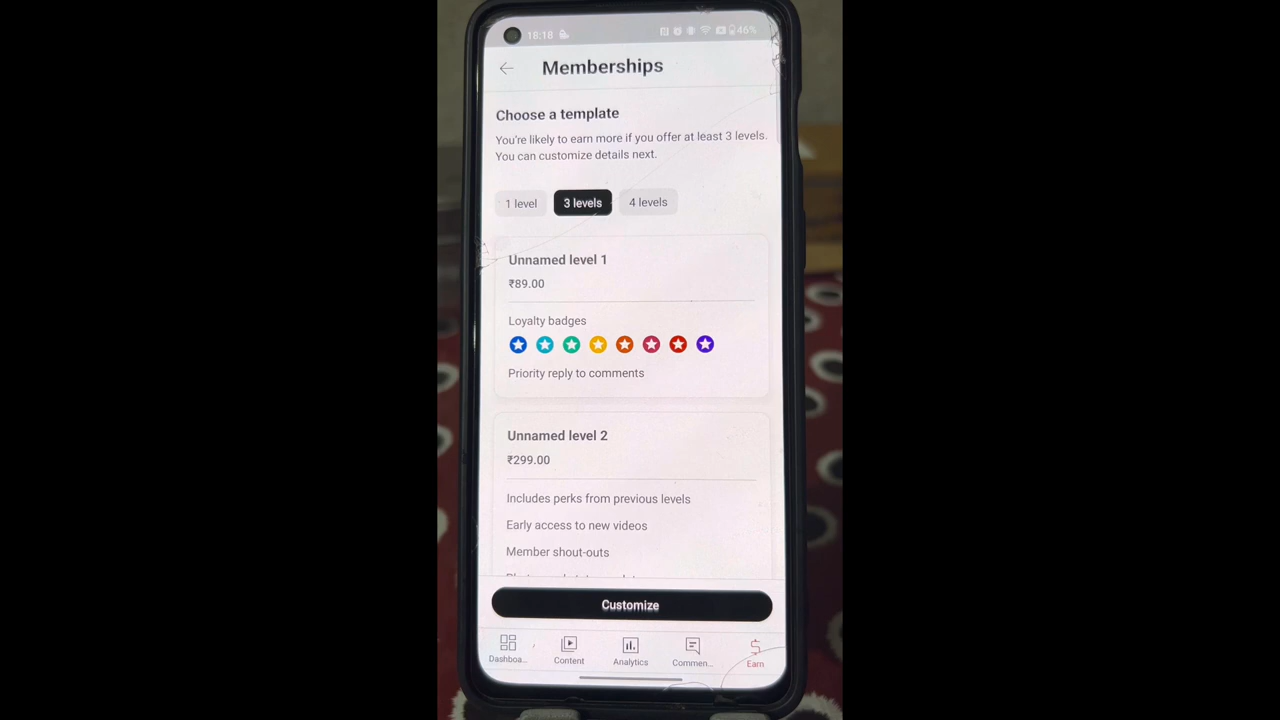 18:18
46%
Memberships
Choose a template
You're likely to earn more if you offer at least 3 levels.
You can customize details next.
1 level
3 levels
4 levels
Unnamed level 1
₹89.00
Loyalty badges
Priority reply to comments
Unnamed level 2
₹299.00
Includes perks from previous levels
Early access to new videos
Member shout-outs
Customize
Dashboa...
Content
Analytics
Commen...
Earn